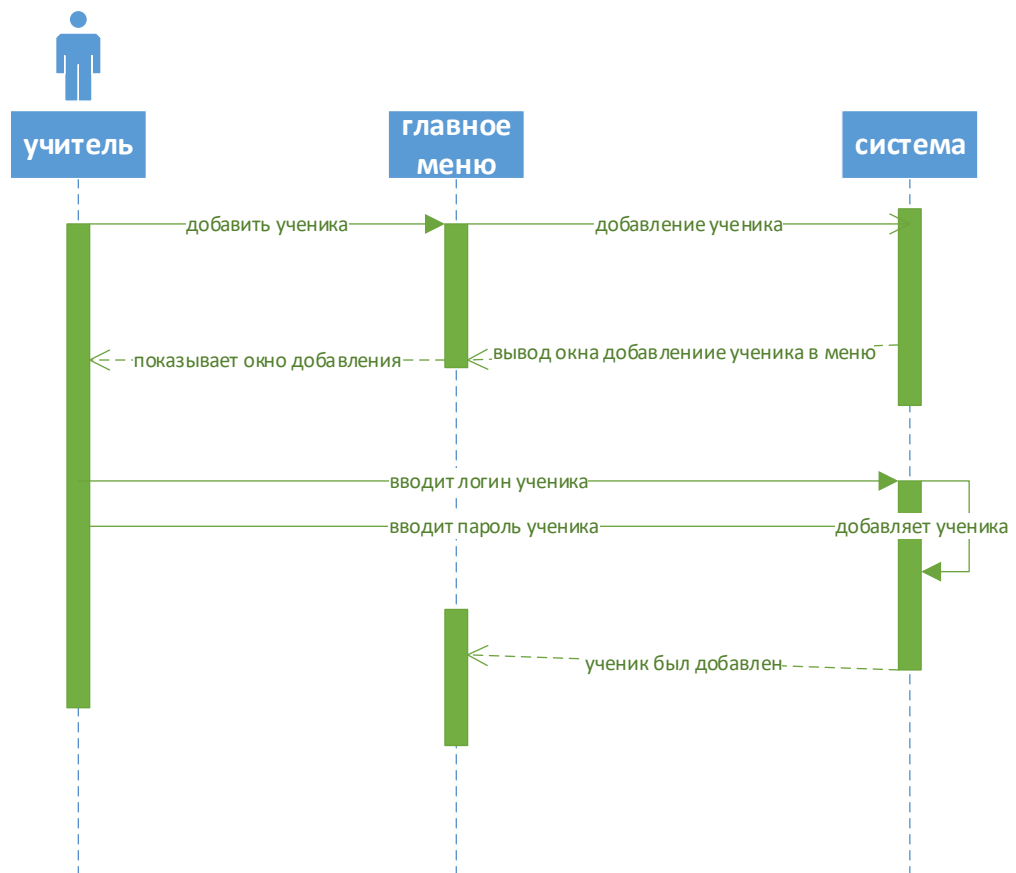 учитель
главное
меню
система
добавить ученика
добавление ученика
вывод окна добавлениие ученика в меню
показывает окно добавления
вводит логин ученика
вводит пароль ученика
добавляет ученика
ученик был добавлен